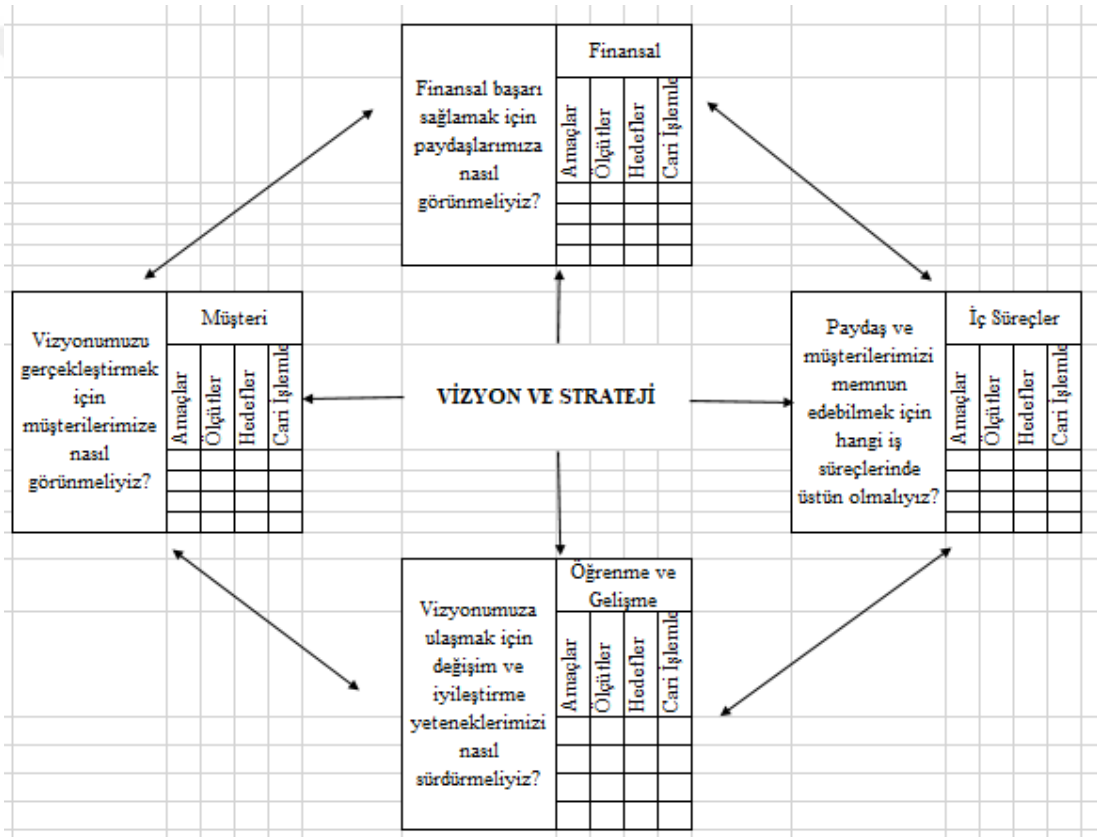 Finansal başarı
sağlamak için
paydaşlarımıza
nasıl
görünmeliyiz?
Finansal
Amaçlar
Ölçütler
Hedefler
Cari İşlemle
Vizyonumuzu
gerçekleştirmek
için
müşterilerimize
nasıl
görünmeliyiz?
Müşteri
Amaçlar
Ölçütler
Hedefler
Cari İşlemle
VİZYON VE STRATEJİ
Paydaş ve
müşterilerimizi
memnun
edebilmek için
hangi iş
süreçlerinde
üstün olmalıyız?
İç Süreçler
Amaçlar
Ölçütler
Hedefler
Cari İşlemle
Vizyonumuza
ulaşmak için
değişim ve
iyileştirme
yeteneklerimizi
nasıl
sürdürmeliyiz?
Öğrenme ve
Gelişme
Amaçlar
Ölçütler
Hedefler
Cari İşlemle